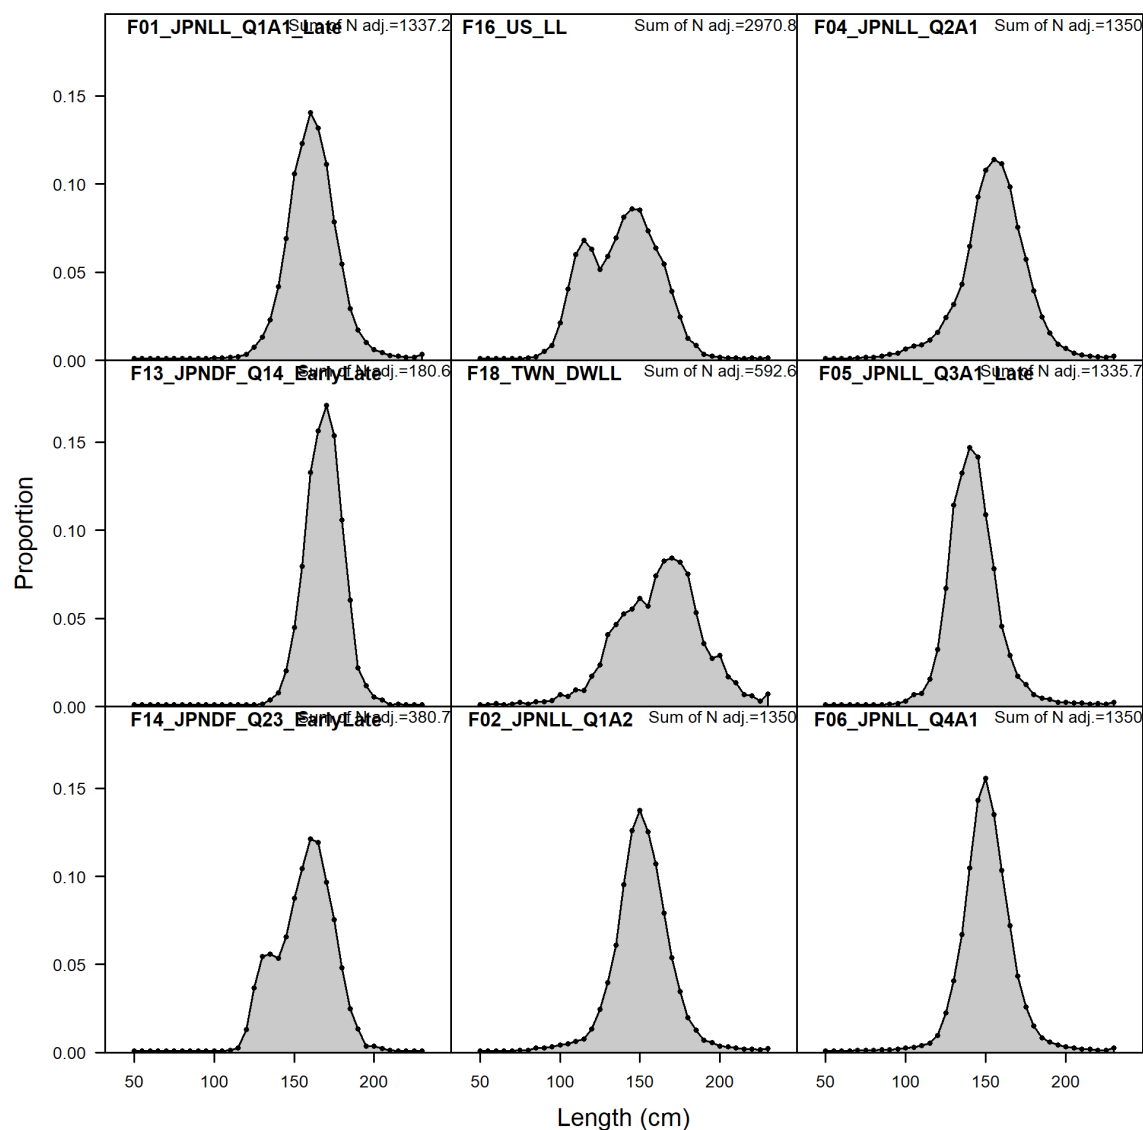 F01_JPNLL_Q1A1_Late Sum of N adj.=1337.2
F16_US_LL Sum of N adj.=2970.8
F04_JPNLL_Q2A1 Sum of N adj.=1350
0.15
0.10
0.05
0.00
F13_JPNDF_Q14_EarlyLate Sum of N adj.=180.6
F18_TWN_DWLL Sum of N adj.=592.6
F05_JPNLL_Q3A1_Late Sum of N adj.=1335.7
0.15
0.10
0.05
0.00
Proportion
F14_JPNDF_Q23_EarlyLate Sum of N adj.=380.7
F02_JPNLL_Q1A2 Sum of N adj.=1350
F06_JPNLL_Q4A1 Sum of N adj.=1350
0.15
0.10
0.05
0.00
50 100 150 200
50 100 150 200
50 100 150 200
Length (cm)